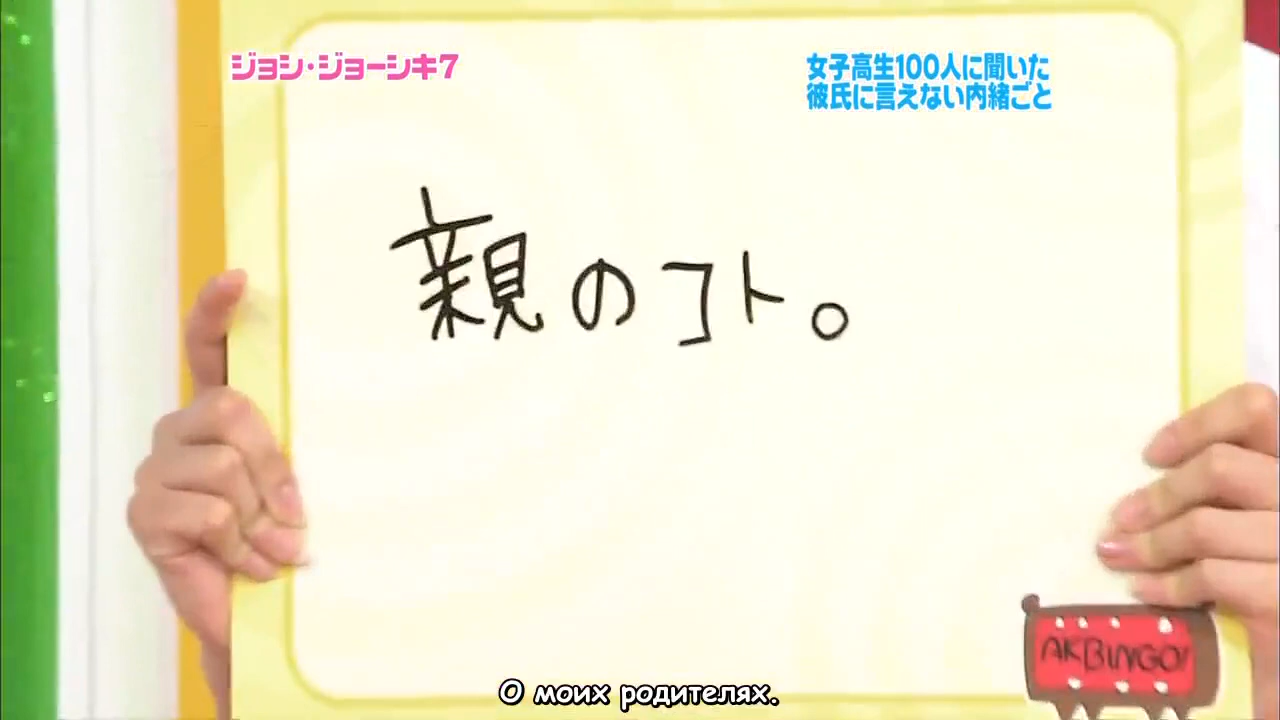 ジョシ・ジョーシキ7
女子高生100人に聞いた
彼氏に言えない内緒ごと
親のコト。
AKBINGO!
О моих родителях.